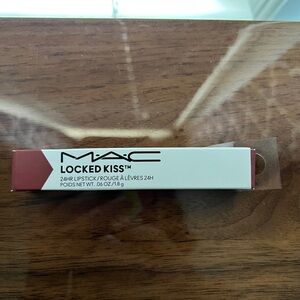 MAC
LOCKED KISS™
24HR LIPSTICK/ROUGE À LÈVRES 24H
POIDS NET WT. .06 OZ/1.8 g